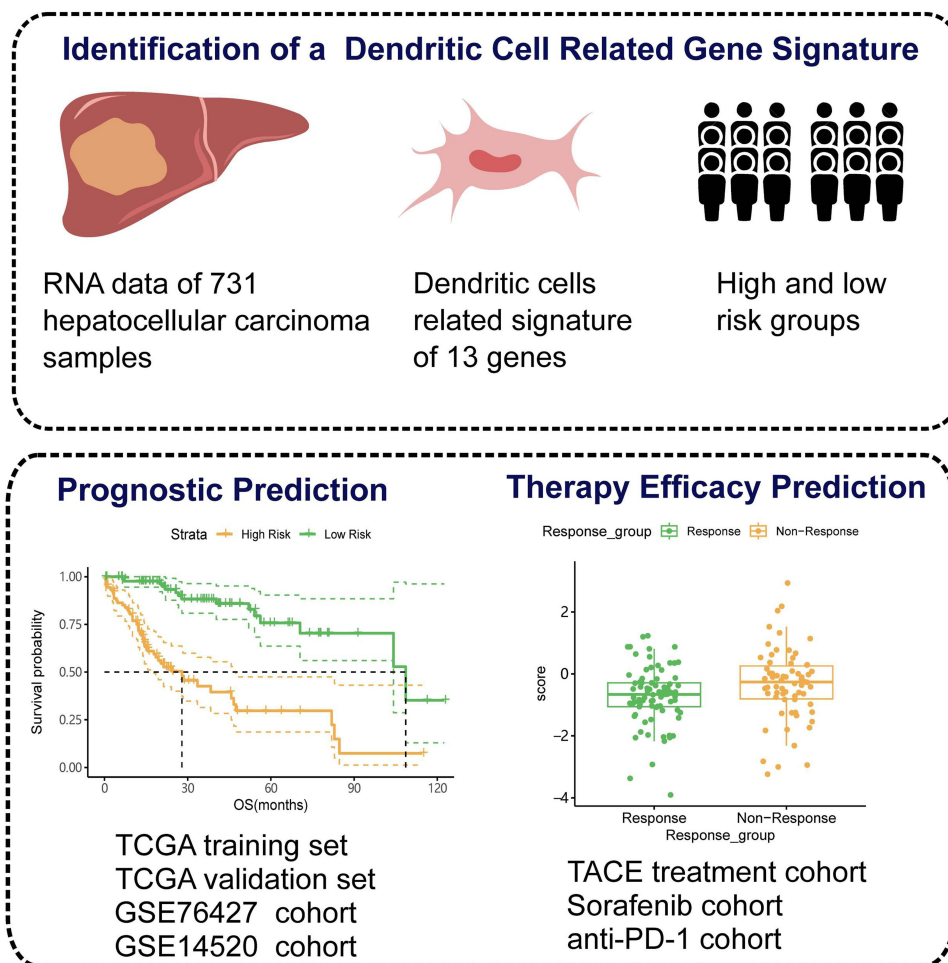 Identification of a Dendritic Cell Related Gene Signature
RNA data of 731
hepatocellular carcinoma
samples
Dendritic cells
related signature
of 13 genes
High and low
risk groups
Prognostic Prediction
Strata High Risk Low Risk
Survival probability
1.00
0.75
0.50
0.25
0.00
0 30 60 90 120
OS(months)
TCGA training set
TCGA validation set
GSE76427 cohort
GSE14520 cohort
Therapy Efficacy Prediction
Response_group Response Non-Response
score
2
0
-2
-4
Response Non-Response
Response_group
TACE treatment cohort
Sorafenib cohort
anti-PD-1 cohort